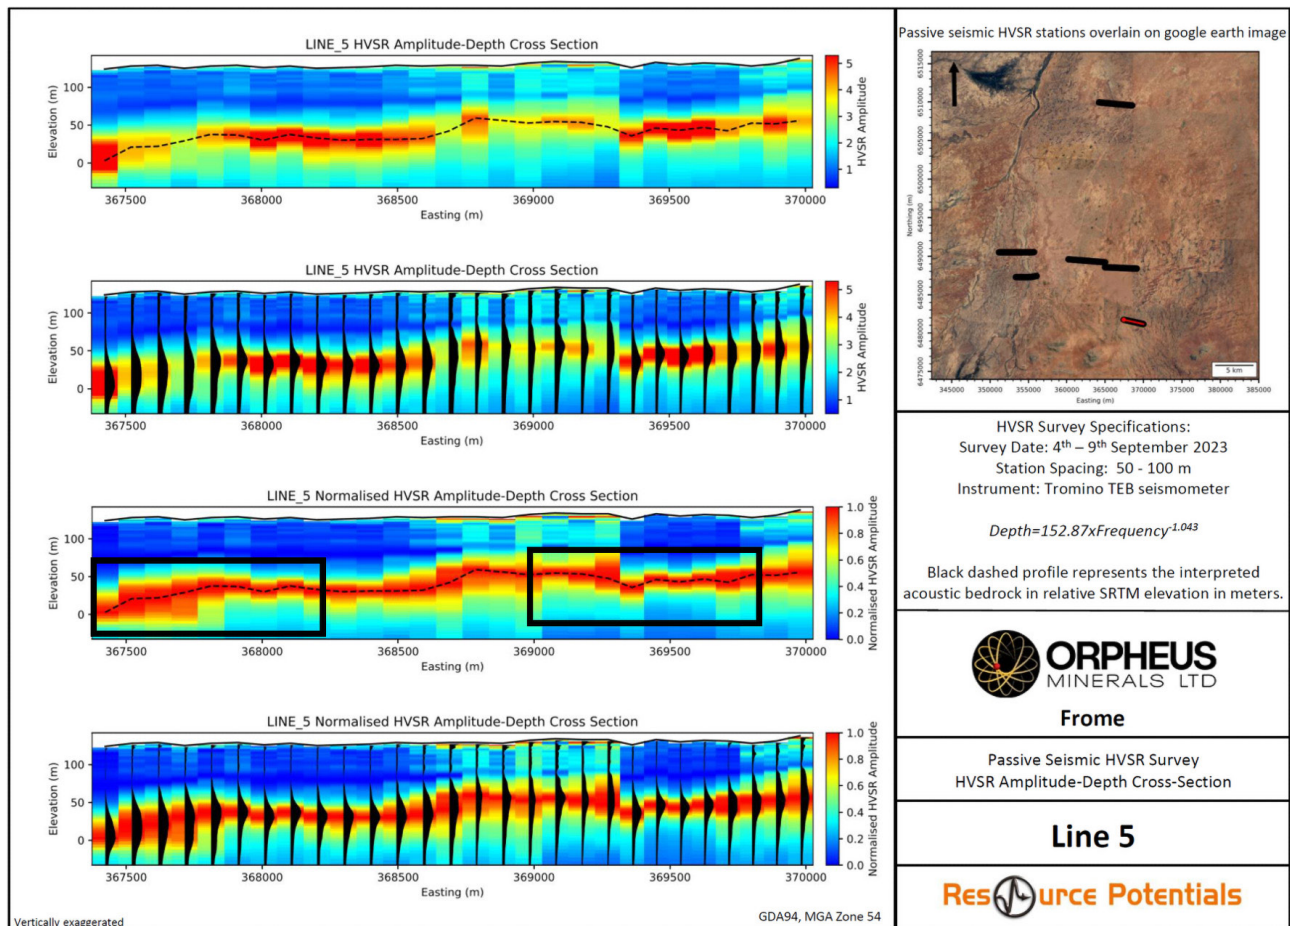 LINE_5 HVSR Amplitude-Depth Cross Section
Elevation (m)
100
50
0
367500 368000 368500 369000 369500 370000
Easting (m)
5
4
3
2
1
HVSR Amplitude
LINE_5 HVSR Amplitude-Depth Cross Section
Elevation (m)
100
50
0
367500 368000 368500 369000 369500 370000
Easting (m)
5
4
3
2
1
HVSR Amplitude
LINE_5 Normalised HVSR Amplitude-Depth Cross Section
Elevation (m)
100
50
0
367500 368000 368500 369000 369500 370000
Easting (m)
1.0
0.8
0.6
0.4
0.2
0.0
Normalised HVSR Amplitude
LINE_5 Normalised HVSR Amplitude-Depth Cross Section
Elevation (m)
100
50
0
367500 368000 368500 369000 369500 370000
Easting (m)
1.0
0.8
0.6
0.4
0.2
0.0
Normalised HVSR Amplitude
Vertically exaggerated
GDA94, MGA Zone 54
Passive seismic HVSR stations overlain on google earth image
Northing (m)
6515000
6510000
6505000
6500000
6495000
6490000
6485000
6480000
6475000
5 km
345000 350000 355000 360000 365000 370000 375000 380000 385000
Easting (m)
HVSR Survey Specifications:
Survey Date: 4th – 9th September 2023
Station Spacing: 50 - 100 m
Instrument: Tromino TEB seismometer
Depth=152.87xFrequency-1.043
Black dashed profile represents the interpreted
acoustic bedrock in relative SRTM elevation in meters.
ORPHEUS
MINERALS LTD
Frome
Passive Seismic HVSR Survey
HVSR Amplitude-Depth Cross-Section
Line 5
Resource Potentials